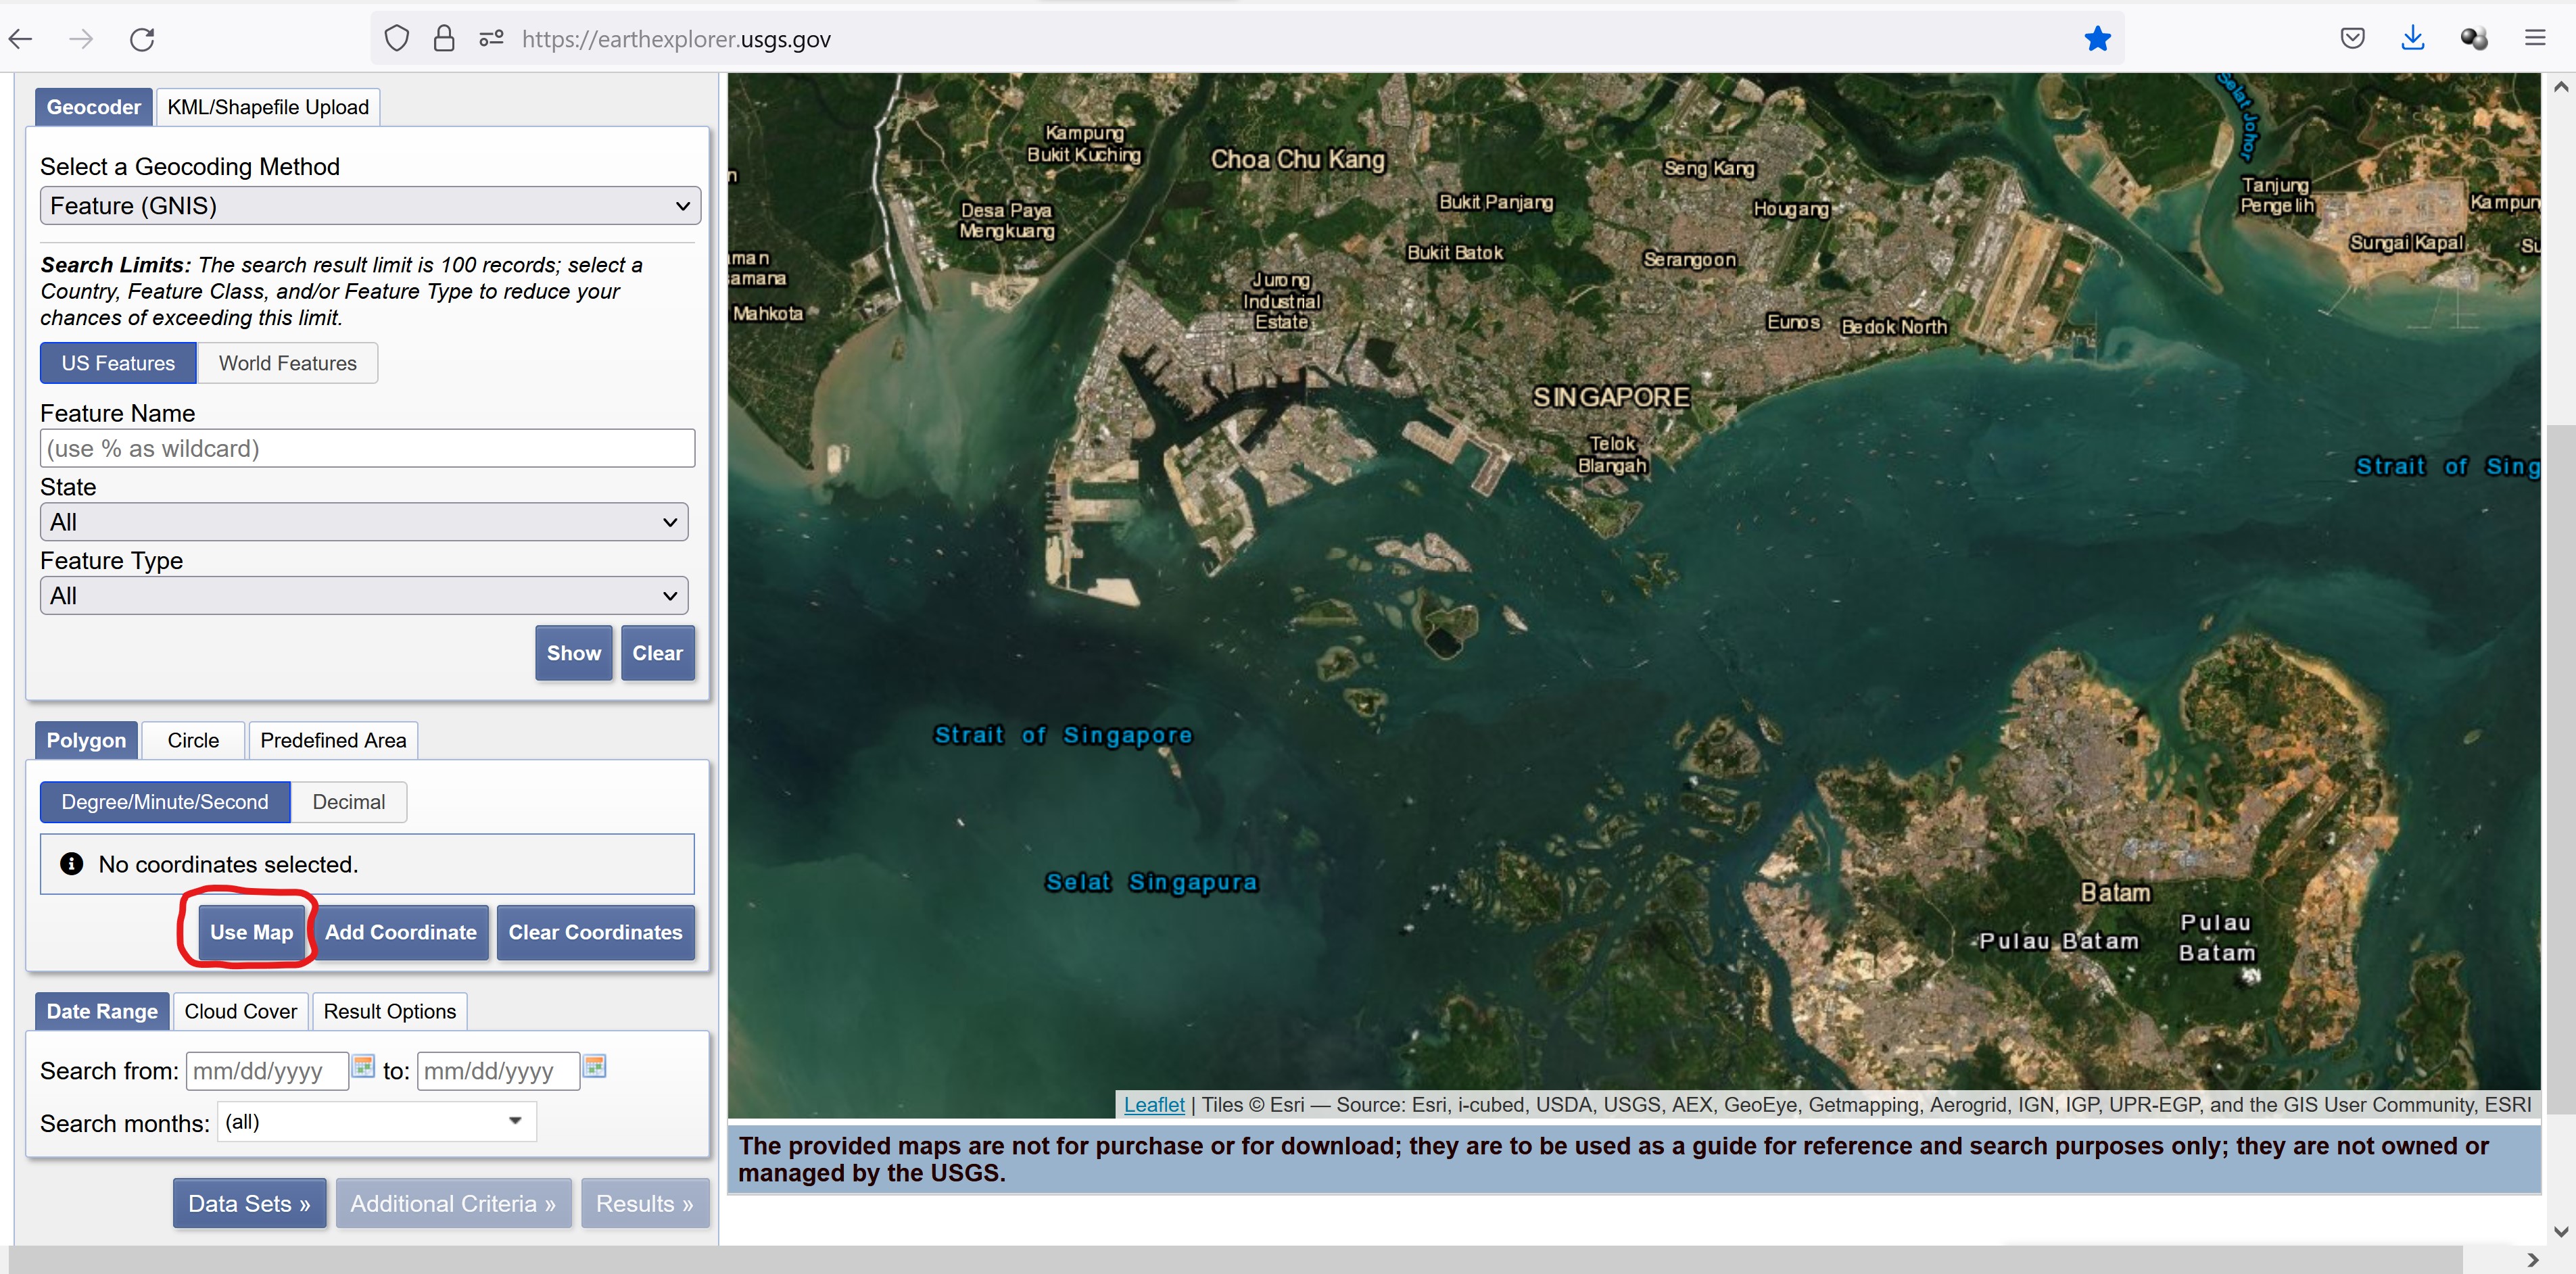 https://earthexplorer.usgs.gov
Geocoder
KML/Shapefile Upload
Select a Geocoding Method
Feature (GNIS)
Search Limits: The search result limit is 100 records; select a
Country, Feature Class, and/or Feature Type to reduce your
chances of exceeding this limit.
US Features
World Features
Feature Name
(use % as wildcard)
State
All
Feature Type
All
Show
Clear
Polygon
Circle
Predefined Area
Degree/Minute/Second
Decimal
No coordinates selected.
Use Map
Add Coordinate
Clear Coordinates
Date Range
Cloud Cover
Result Options
Search from: mm/dd/yyyy to: mm/dd/yyyy
Search months: (all)
Data Sets »
Additional Criteria »
Results »
Kampung
Bukit Kuching
Choa Chu Kang
Seng Kang
Selat Johor
Tanjung
Pengelih
Kampun
Desa Paya
Mengkuang
Bukit Panjang
Hougang
Sungai Kapal
Su
Bukit Batok
Serangoon
man
amana
Mahkota
Jurong
Industrial
Estate
Eunos
Bedok North
SINGAPORE
Telok
Blangah
Strait of Sing
Strait of Singapore
Selat Singapura
Batam
Pulau Batam
Pulau
Batam
Leaflet | Tiles © Esri — Source: Esri, i-cubed, USDA, USGS, AEX, GeoEye, Getmapping, Aerogrid, IGN, IGP, UPR-EGP, and the GIS User Community, ESRI
The provided maps are not for purchase or for download; they are to be used as a guide for reference and search purposes only; they are not owned or
managed by the USGS.